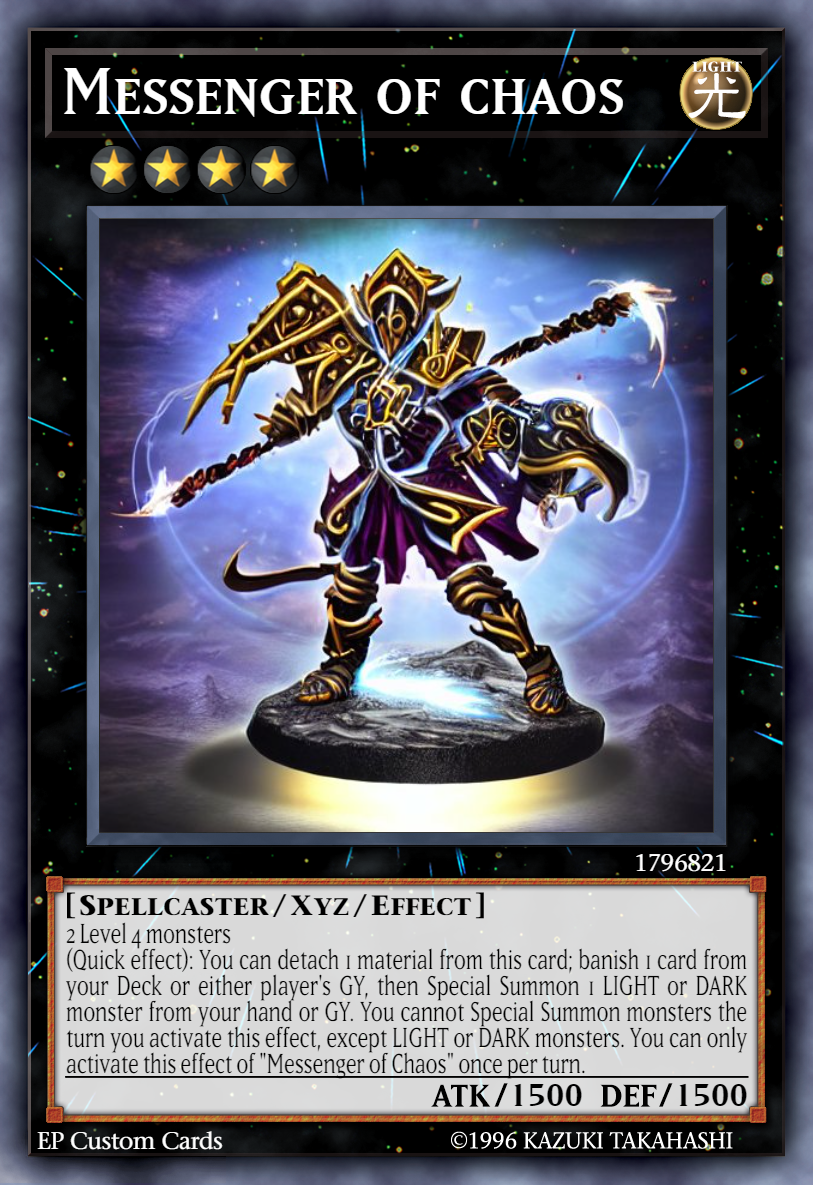 Messenger of chaos
LIGHT
光
1796821
[Spellcaster/Xyz/Effect]
2 Level 4 monsters
(Quick effect): You can detach 1 material from this card; banish 1 card from
your Deck or either player's GY, then Special Summon 1 LIGHT or DARK
monster from your hand or GY. You cannot Special Summon monsters the
turn you activate this effect, except LIGHT or DARK monsters. You can only
activate this effect of "Messenger of Chaos" once per turn.
ATK/1500 DEF/1500
EP Custom Cards
©1996 KAZUKI TAKAHASHI